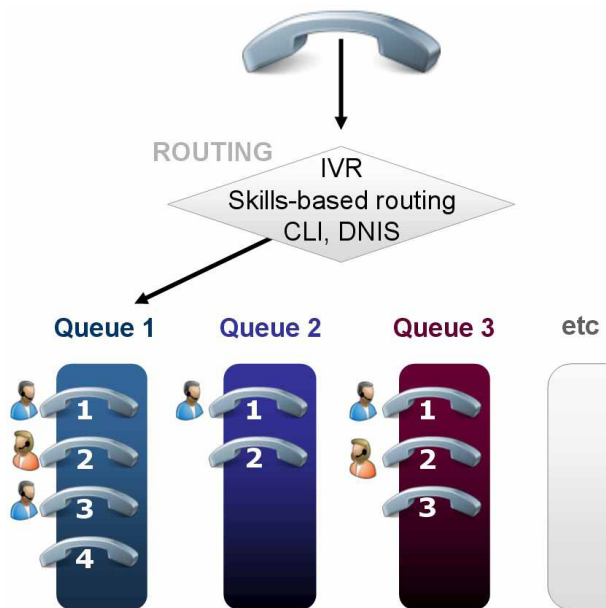 ROUTING
IVR
Skills-based routing
CLI, DNIS
Queue 1
Queue 2
Queue 3
etc
1
2
3
4
1
2
1
2
3